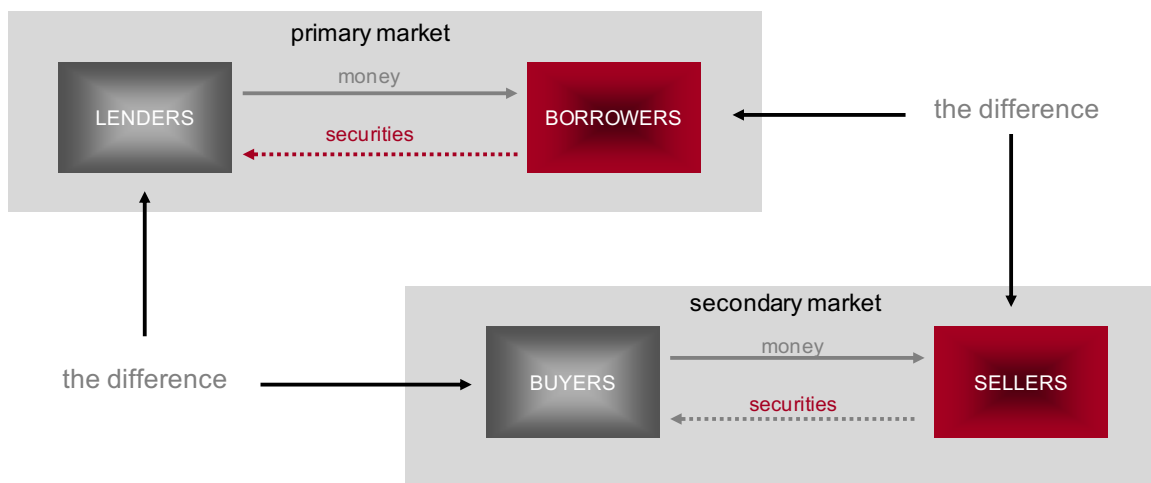 primary market
LENDERS
money
securities
BORROWERS
the difference
secondary market
the difference
BUYERS
money
securities
SELLERS